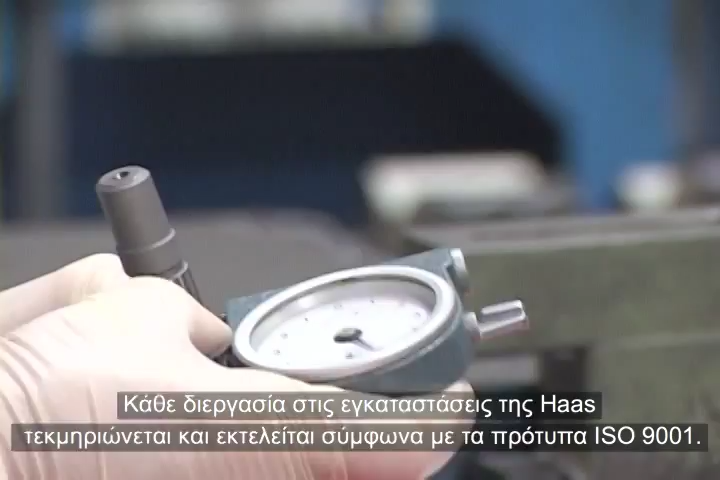 Κάθε διεργασία στις εγκαταστάσεις της Haas
τεκμηριώνεται και εκτελείται σύμφωνα με τα πρότυπα ISO 9001.